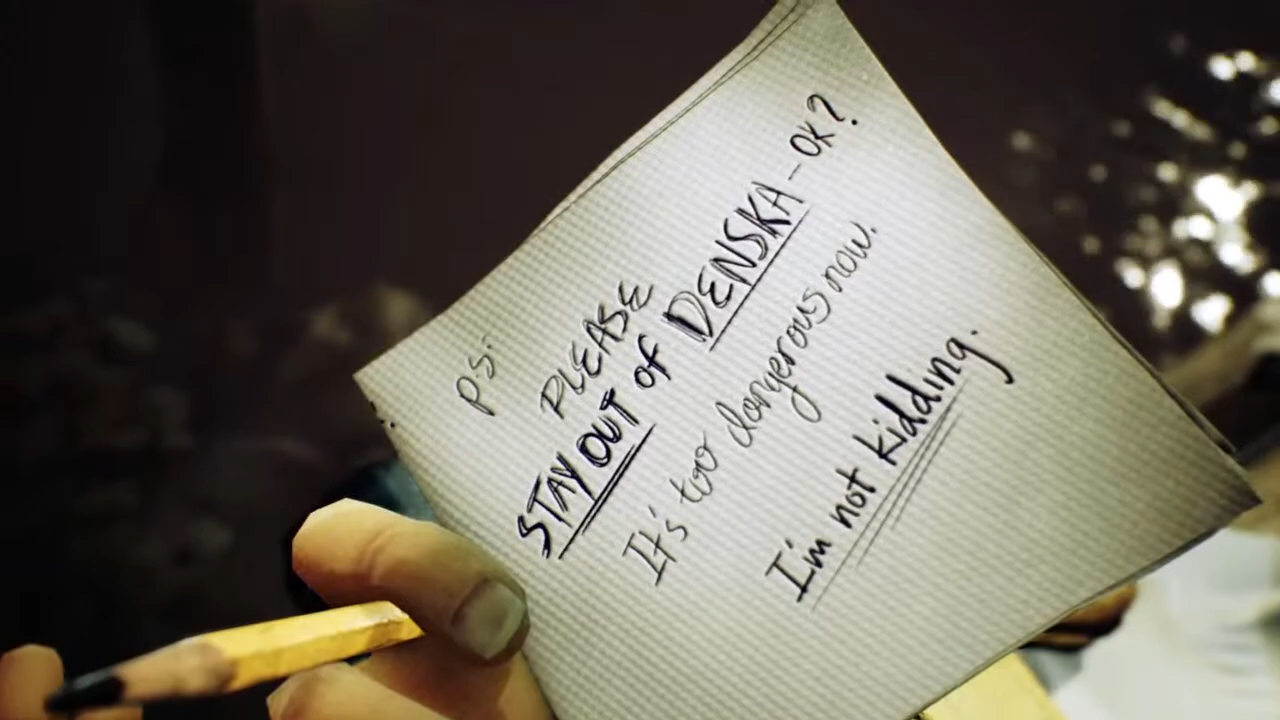 PS:
PLEASE
STAY OUT of DENSKA - OK?
It's too dangerous now.
I'm not kidding.